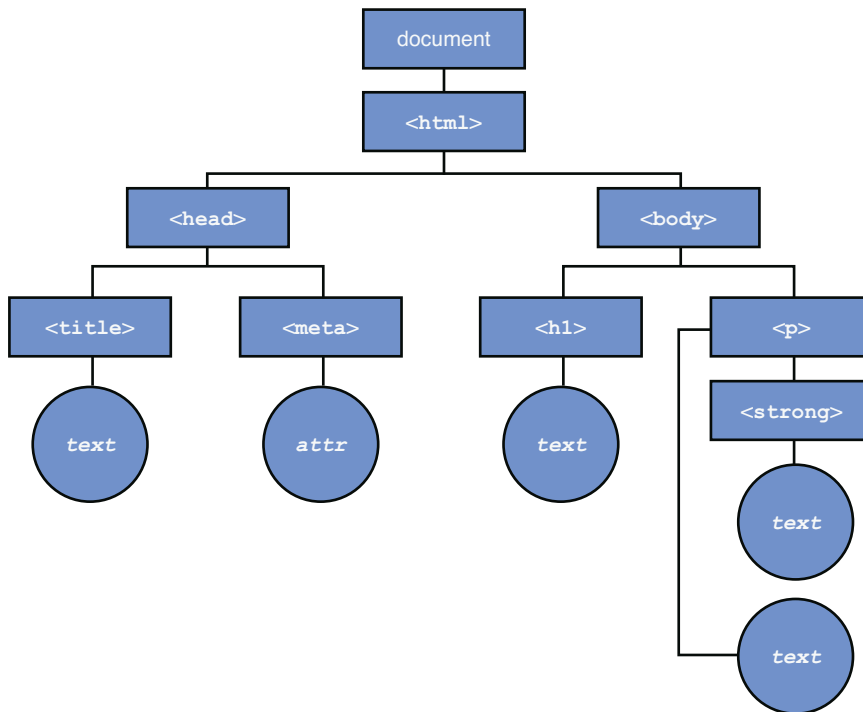 document
<html>
<head>
<body>
<title>
<meta>
<h1>
<p>
<strong>
text
attr
text
text
text